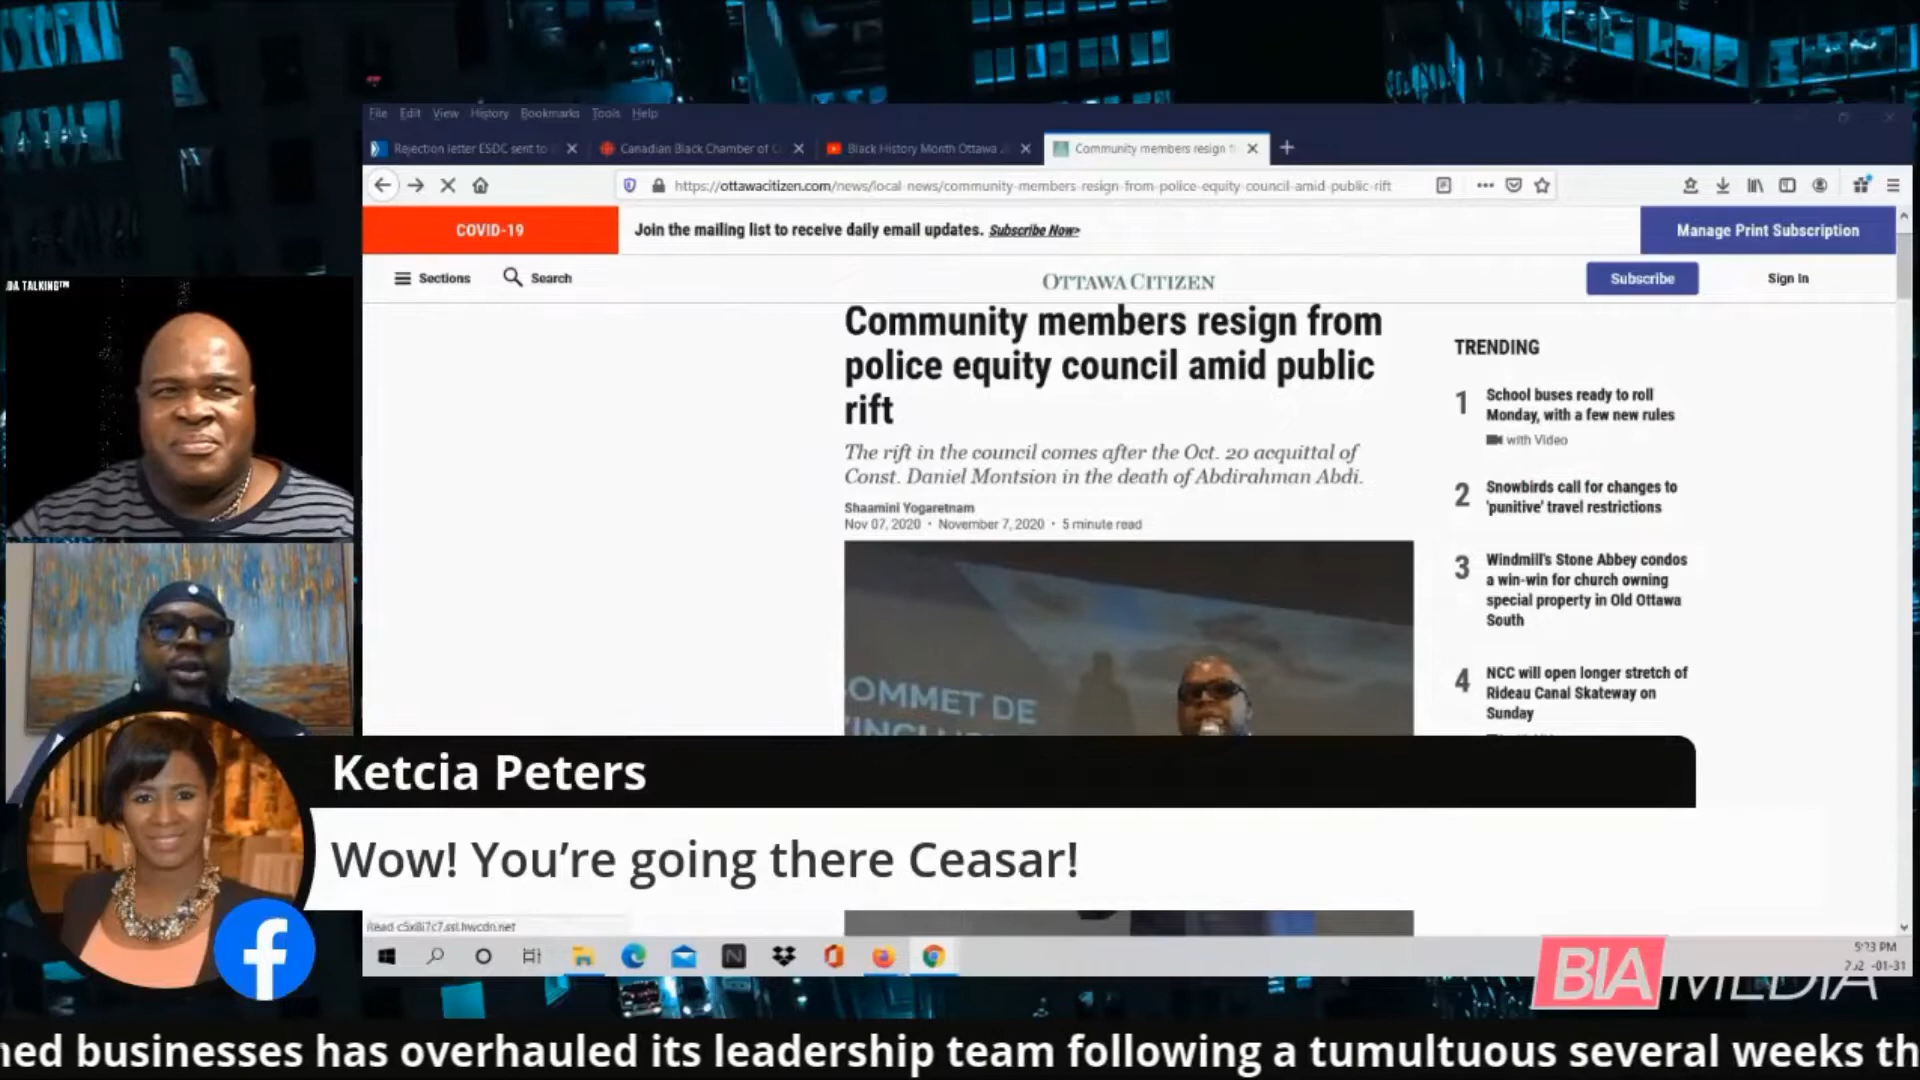 File Edit View History Bookmarks Tools Help
Rejection letter ESDC sent to
Canadian Black Chamber of C
Black History Month Ottawa
Community members resign f
https://ottawacitizen.com/news/local-news/community-members-resign-from-police-equity-council-amid-public-rift
COVID-19
Join the mailing list to receive daily email updates. Subscribe Now>
Manage Print Subscription
Sections
Search
OTTAWA CITIZEN
Subscribe
Sign In
DA TALKING™
Community members resign from
police equity council amid public
rift
The rift in the council comes after the Oct. 20 acquittal of
Const. Daniel Montsion in the death of Abdirahman Abdi.
Shaamini Yogaretnam
Nov 07, 2020 • November 7, 2020 • 5 minute read
OMMET DE
TRENDING
1 School buses ready to roll
Monday, with a few new rules
with Video
2 Snowbirds call for changes to
'punitive' travel restrictions
3 Windmill's Stone Abbey condos
a win-win for church owning
special property in Old Ottawa
South
4 NCC will open longer stretch of
Rideau Canal Skateway on
Sunday
Ketcia Peters
Wow! You're going there Ceasar!
5:23 PM
BIA MEDIA
ned businesses has overhauled its leadership team following a tumultuous several weeks th